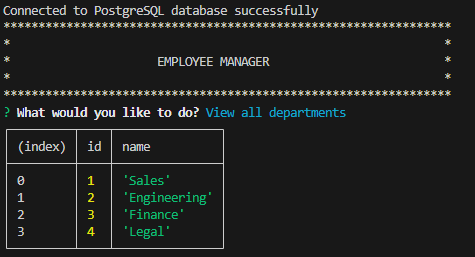 Connected to PostgreSQL database successfully
****************************************************************
*                                                              *
*                     EMPLOYEE MANAGER                         *
*                                                              *
****************************************************************
? What would you like to do? View all departments
(index) id name
0 1 'Sales'
1 2 'Engineering'
2 3 'Finance'
3 4 'Legal'